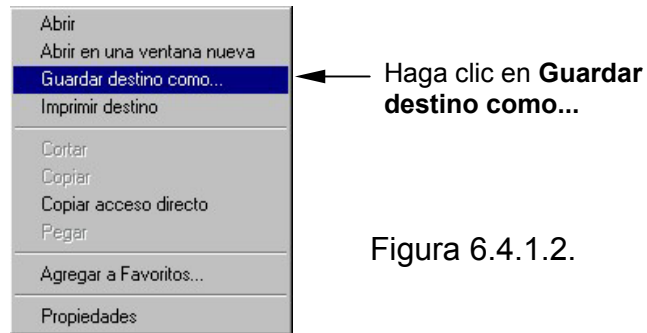 Abrir
Abrir en una ventana nueva
Guardar destino como...
Imprimir destino
Cortar
Copiar
Copiar acceso directo
Pegar
Agregar a Favoritos...
Propiedades
Haga clic en Guardar
destino como...
Figura 6.4.1.2.